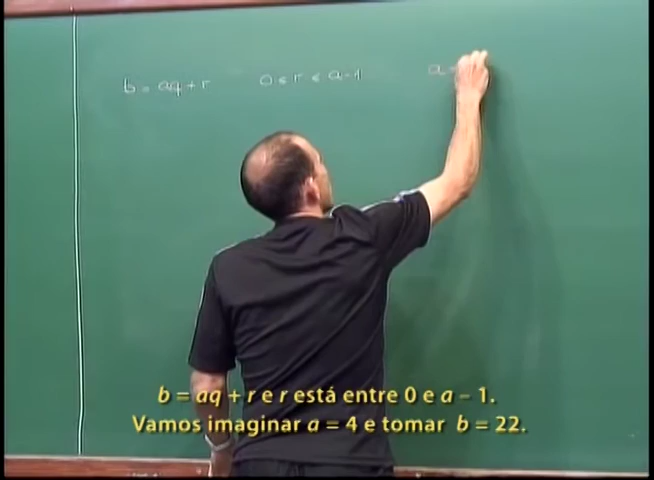 b = aq + r 0 ≤ r ≤ a-1 a =
b = aq + r e r está entre 0 e a – 1.
Vamos imaginar a = 4 e tomar b = 22.